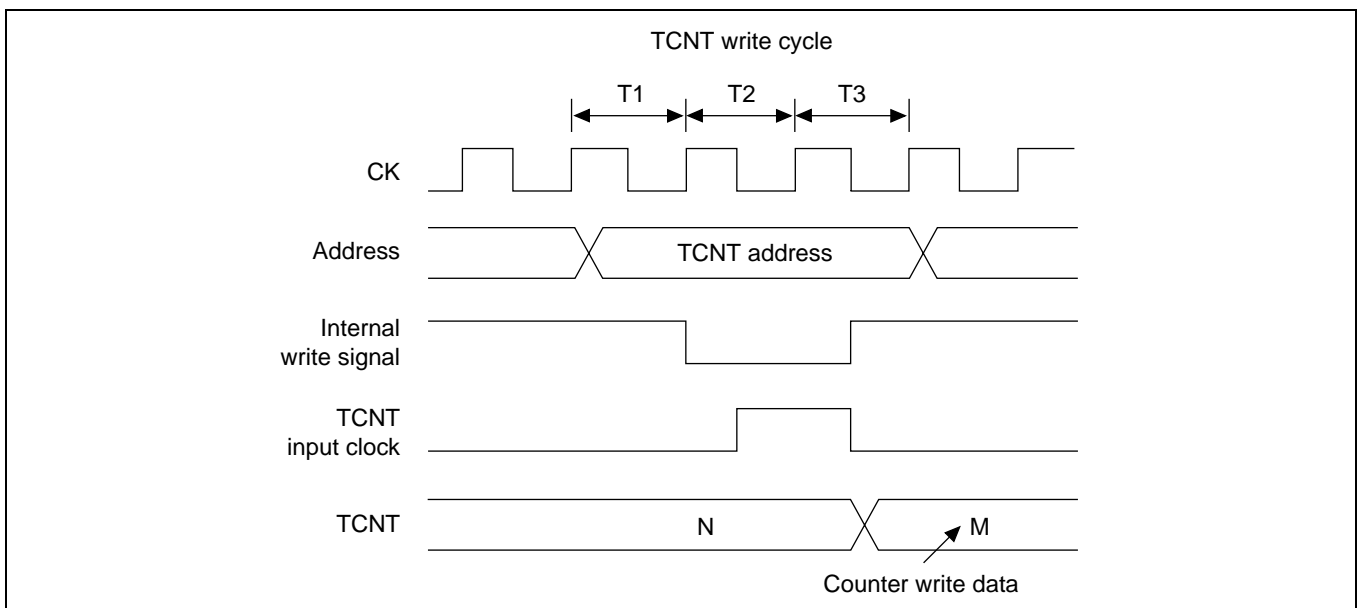 TCNT write cycle
T1 T2 T3
CK
Address
TCNT address
Internal
write signal
TCNT
input clock
TCNT
N
M
Counter write data